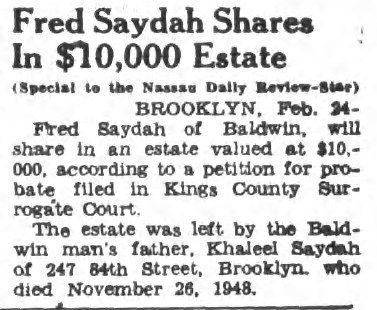 Fred Saydah Shares
In $10,000 Estate
(Special to the Nassau Daily Review-Star)
BROOKLYN, Feb. 24-
Fred Saydah of Baldwin, will
share in an estate valued at $10,-
000, according to a petition for pro-
bate filed in Kings County Sur-
rogate Court.
The estate was left by the Bald-
win man's father, Khaleel Saydah
of 247 84th Street, Brooklyn. who
died November 26, 1948.